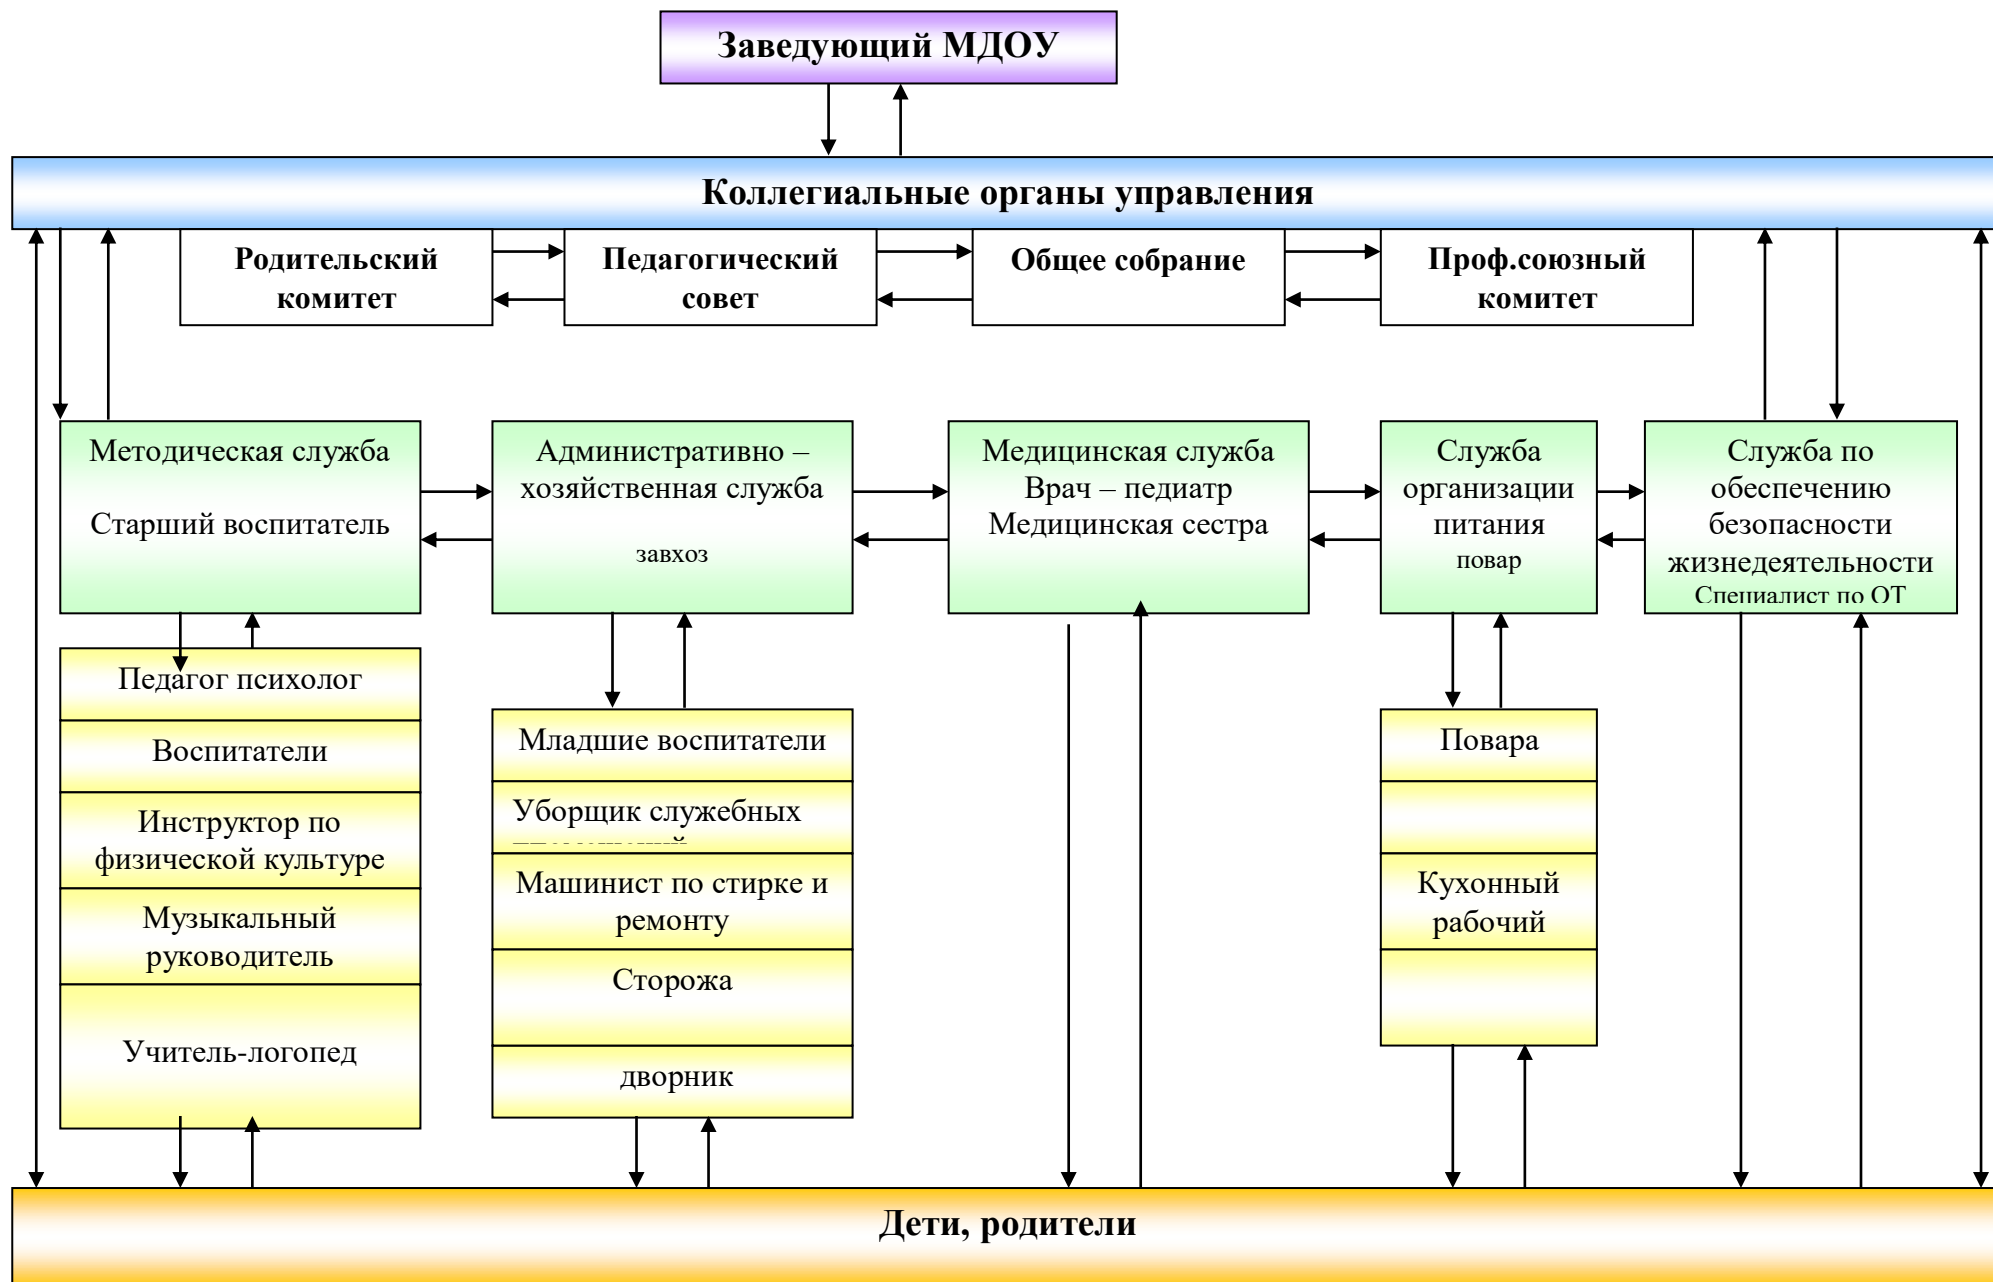 Заведующий МДОУ
Коллегиальные органы управления
Родительский
комитет
Педагогический
совет
Общее собрание
Проф.союзный
комитет
Методическая служба
Старший воспитатель
Административно –
хозяйственная служба
завхоз
Медицинская служба
Врач – педиатр
Медицинская сестра
Служба
организации
питания
повар
Служба по
обеспечению
безопасности
жизнедеятельности
Специалист по ОТ
Педагог психолог
Воспитатели
Инструктор по
физической культуре
Музыкальный
руководитель
Учитель-логопед
Младшие воспитатели
Уборщик служебных
Машинист по стирке и
ремонту
Сторожа
дворник
Повара
Кухонный
рабочий
Дети, родители